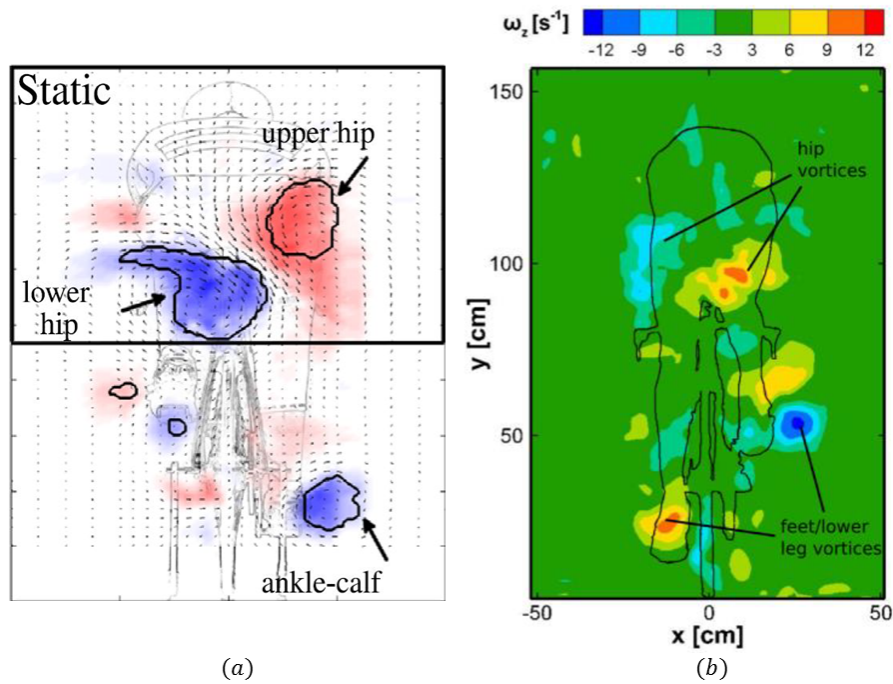 Static
upper hip
lower
hip
ankle-calf
(a)
ω_z [s⁻¹]
-12 -9 -6 -3 3 6 9 12
150
100
50
y [cm]
hip
vortices
feet/lower
leg vortices
-50 0 50
x [cm]
(b)